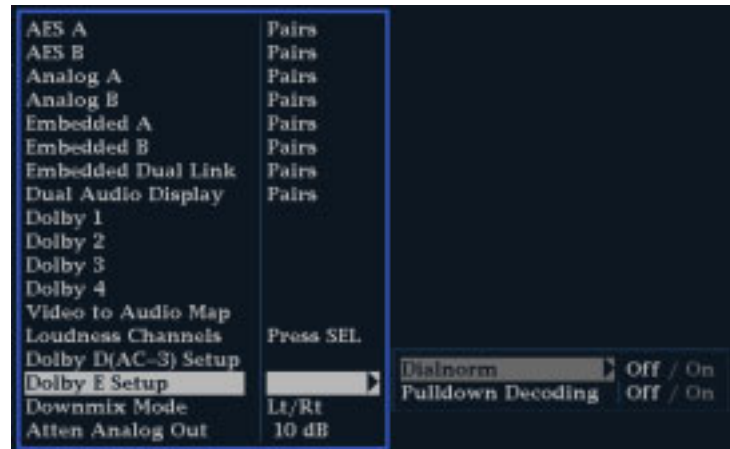 AES A Pairs
AES B Pairs
Analog A Pairs
Analog B Pairs
Embedded A Pairs
Embedded B Pairs
Embedded Dual Link Pairs
Dual Audio Display Pairs
Dolby 1
Dolby 2
Dolby 3
Dolby 4
Video to Audio Map
Loudness Channels Press SEL
Dolby D(AC-3) Setup
Dolby E Setup
Downmix Mode Lt/Rt
Atten Analog Out 10 dB
Dialnorm Off / On
Pulldown Decoding Off / On